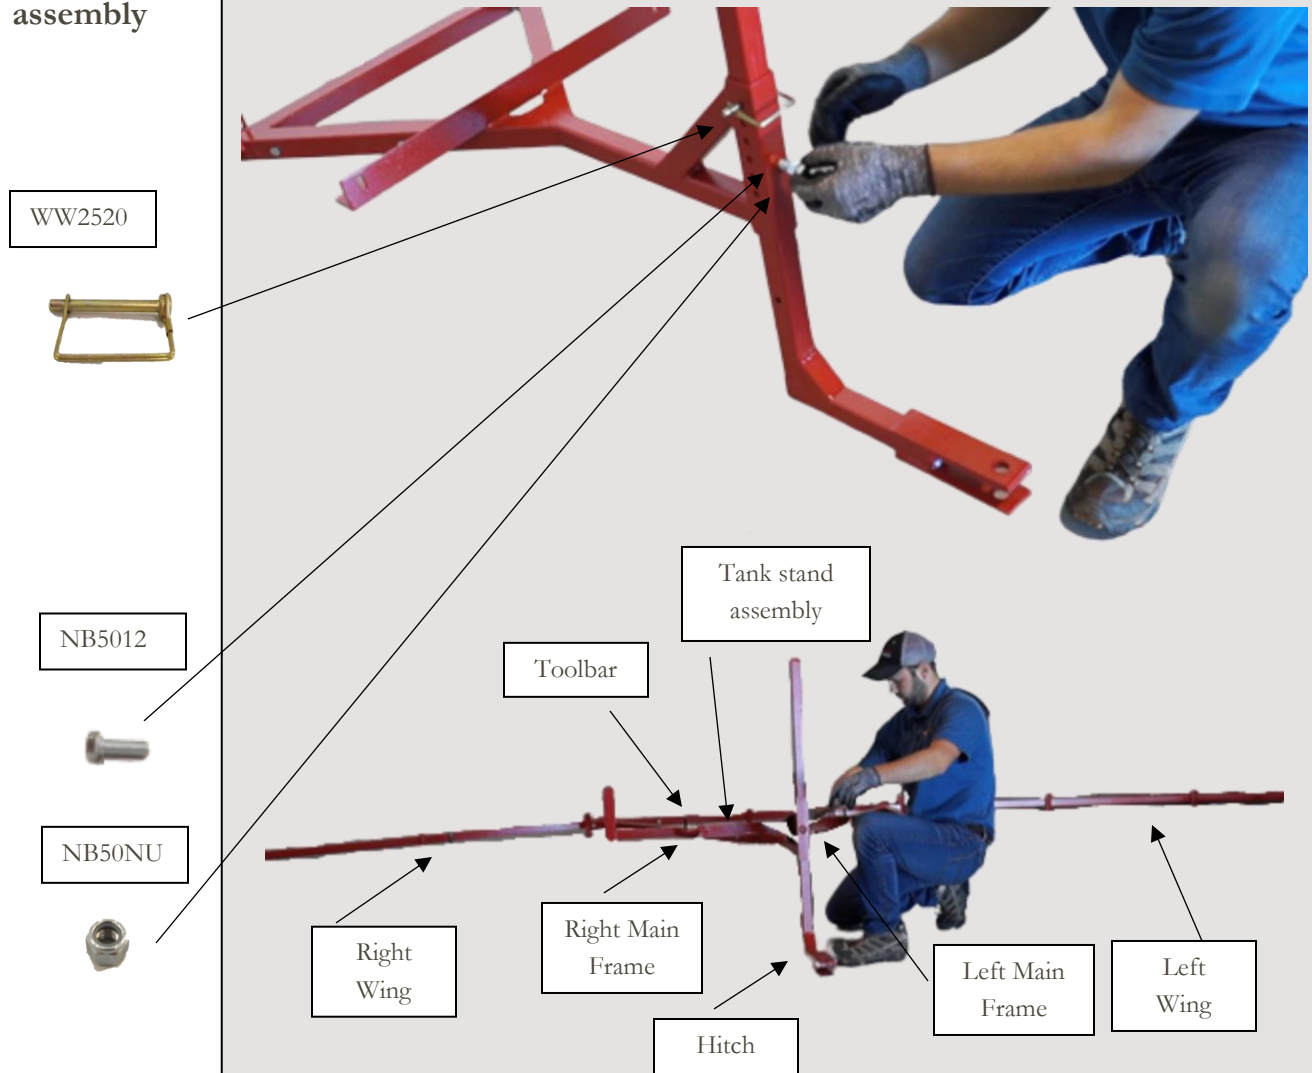 assembly
WW2520
NB5012
NB50NU
Tank stand
assembly
Toolbar
Right
Wing
Right Main
Frame
Hitch
Left Main
Frame
Left
Wing